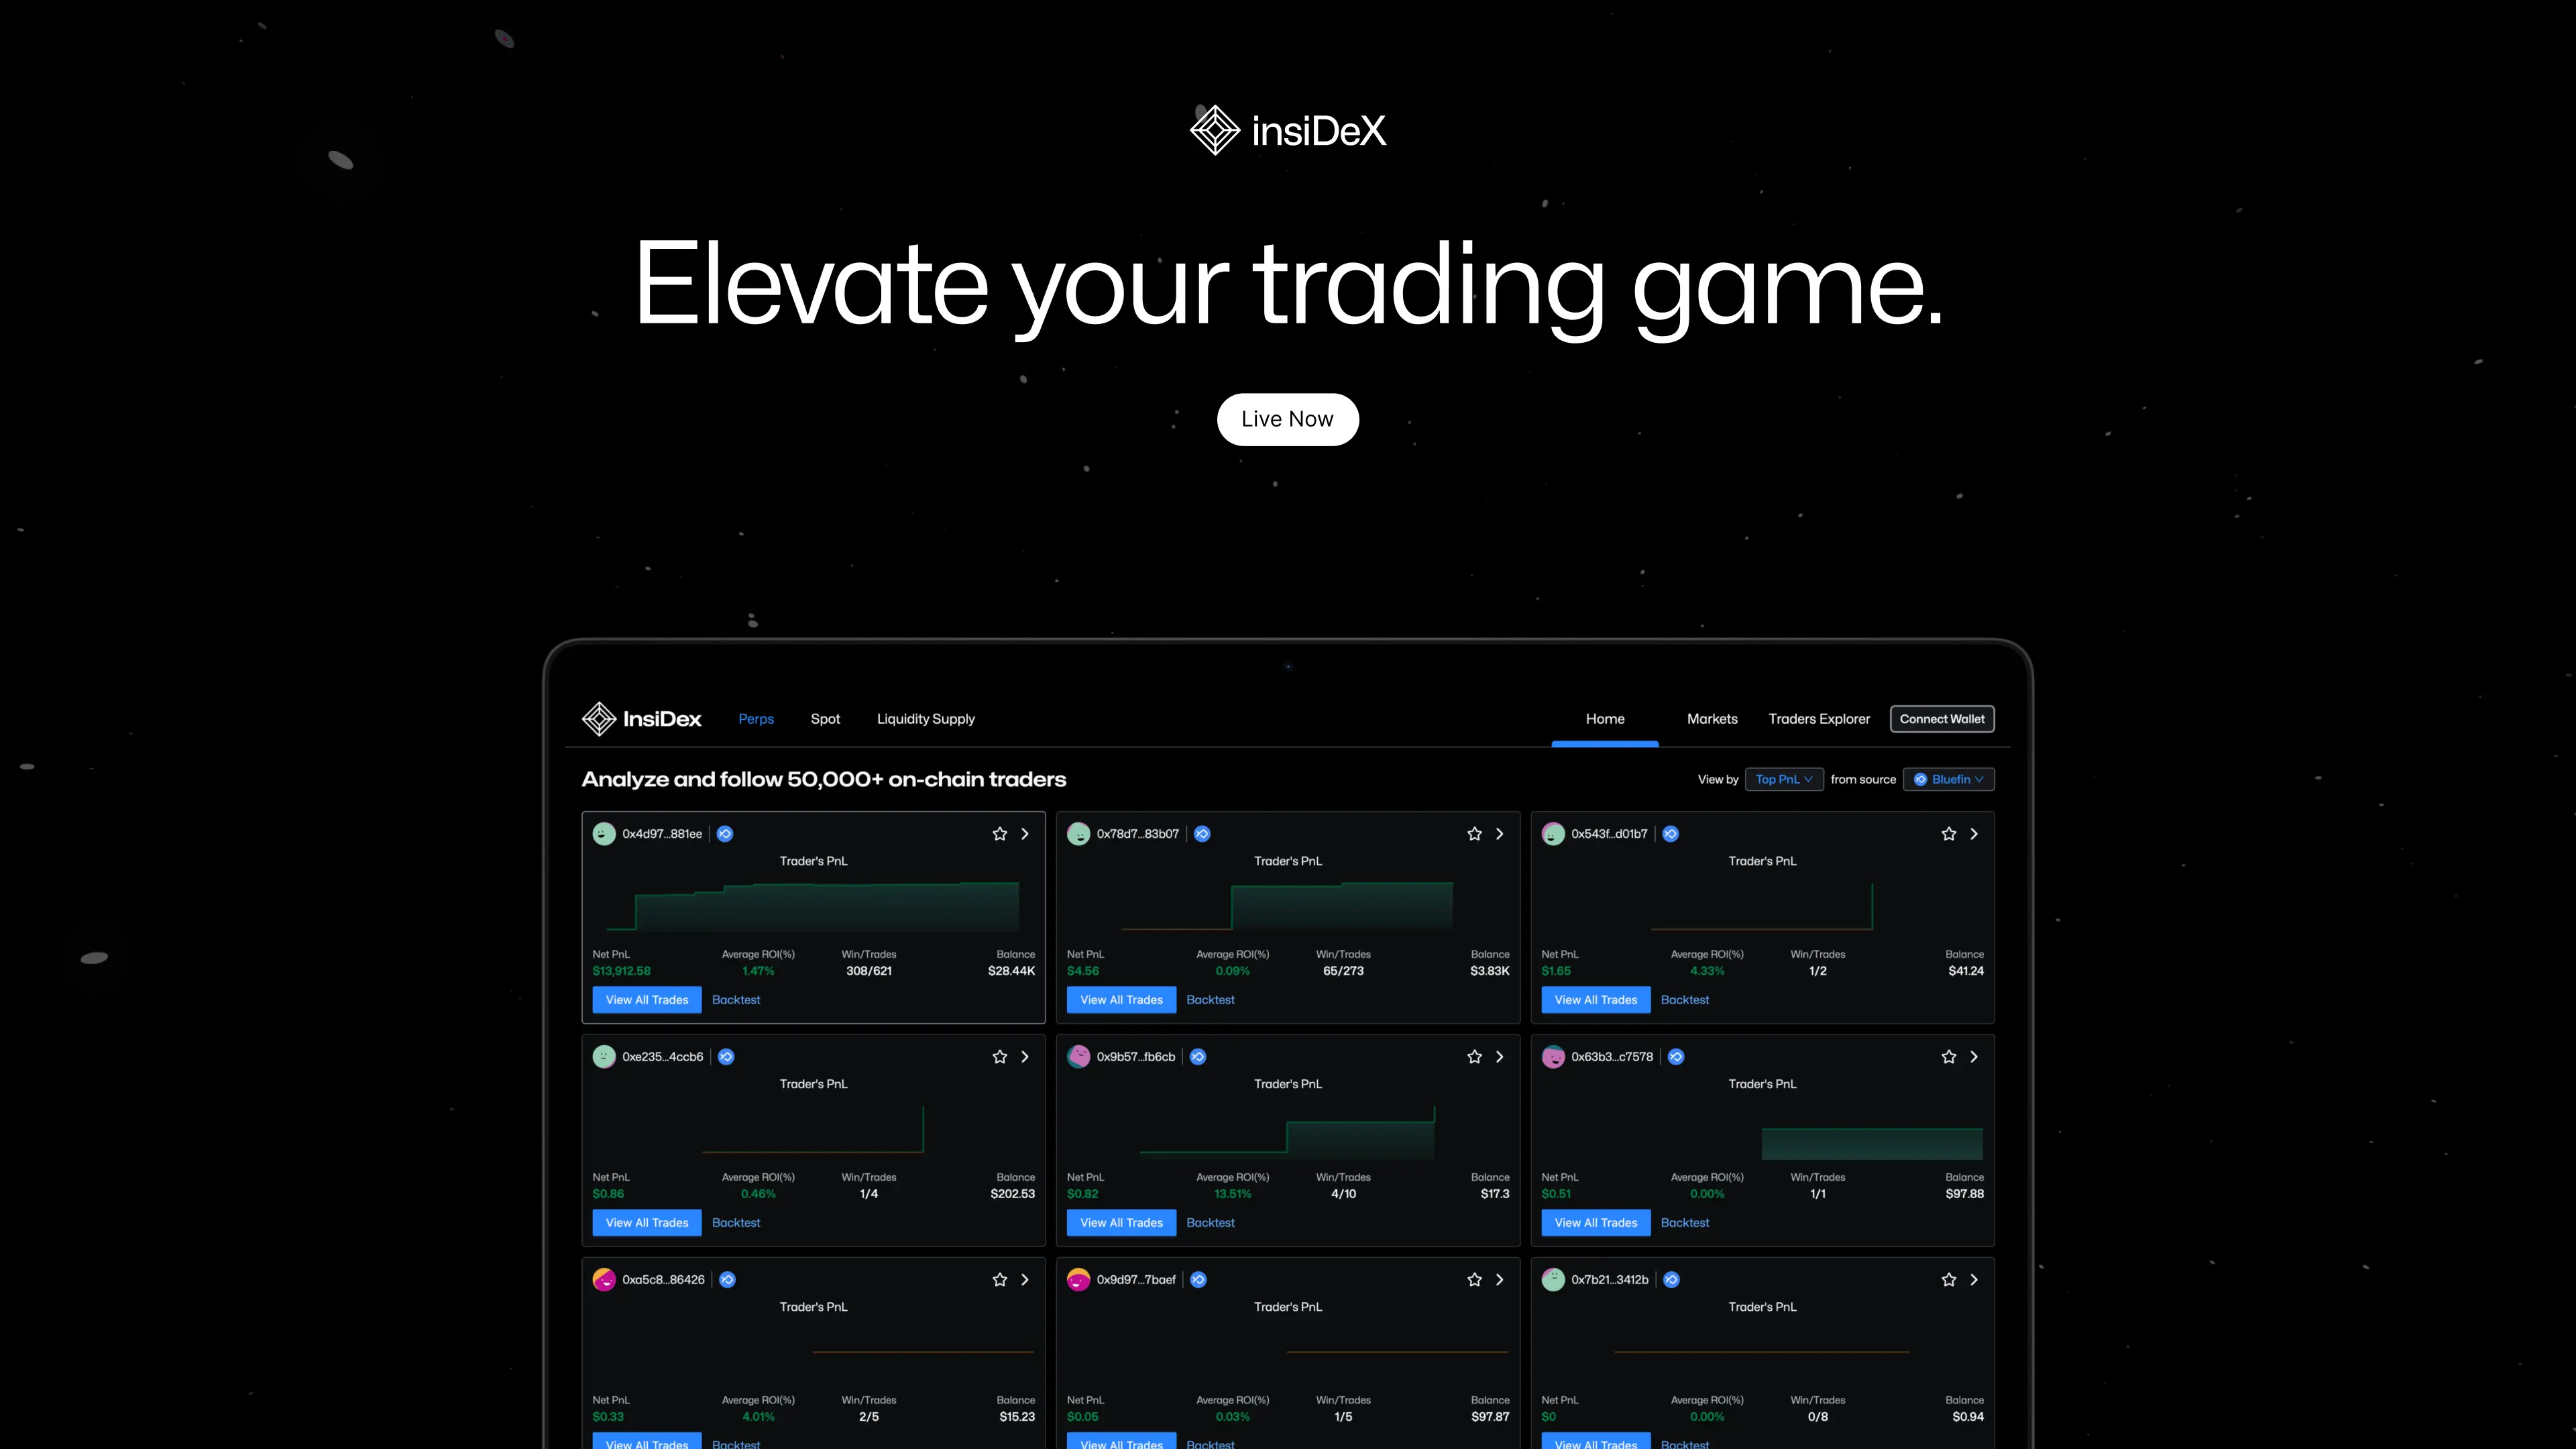 insiDeX
Elevate your trading game.
Live Now
InsiDex Perps Spot Liquidity Supply Home Markets Traders Explorer Connect Wallet
Analyze and follow 50,000+ on-chain traders View by Top PnL from source Bluefin
0x4d97...881ee 0x78d7...83b07 0x543f...d01b7
Trader's PnL Trader's PnL Trader's PnL
Net PnL Average ROI(%) Win/Trades Balance Net PnL Average ROI(%) Win/Trades Balance Net PnL Average ROI(%) Win/Trades Balance
$13,912.58 1.47% 308/621 $28.44K $4.56 0.09% 65/273 $3.83K $1.65 4.33% 1/2 $41.24
View All Trades Backtest View All Trades Backtest View All Trades Backtest
0xe235...4ccb6 0x9b57...fb6cb 0x63b3...c7578
Trader's PnL Trader's PnL Trader's PnL
Net PnL Average ROI(%) Win/Trades Balance Net PnL Average ROI(%) Win/Trades Balance Net PnL Average ROI(%) Win/Trades Balance
$0.86 0.46% 1/4 $202.53 $0.82 13.51% 4/10 $17.3 $0.51 0.00% 1/1 $97.88
View All Trades Backtest View All Trades Backtest View All Trades Backtest
0xa5c8...86426 0x9d97...7baef 0x7b21...3412b
Trader's PnL Trader's PnL Trader's PnL
Net PnL Average ROI(%) Win/Trades Balance Net PnL Average ROI(%) Win/Trades Balance Net PnL Average ROI(%) Win/Trades Balance
$0.33 4.01% 2/5 $15.23 $0.05 0.03% 1/5 $97.87 $0 0.00% 0/8 $0.94
View All Trades Backtest View All Trades Backtest View All Trades Backtest